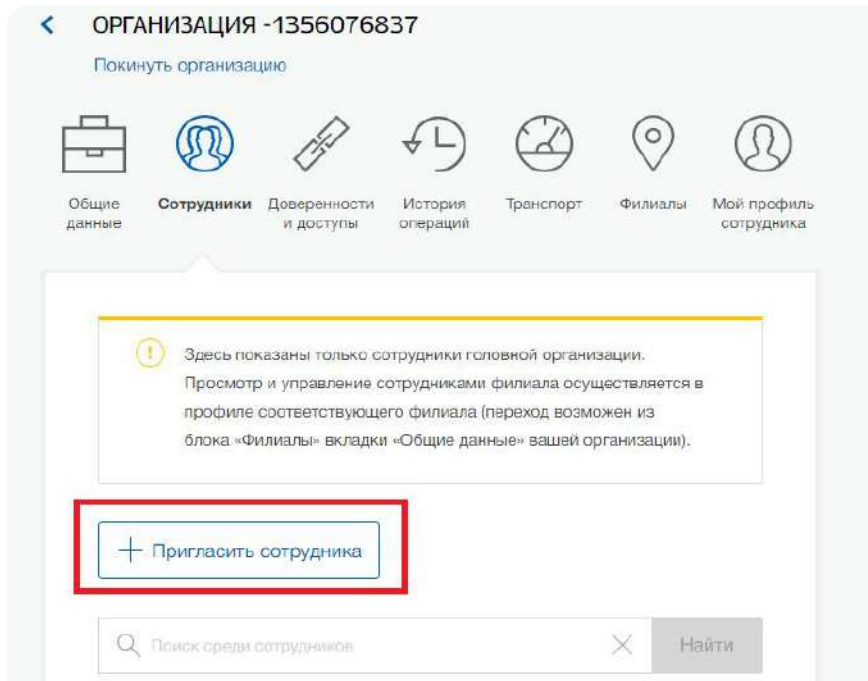 ОРГАНИЗАЦИЯ -1356076837
Покинуть организацию
Общие данные
Сотрудники
Доверенности и доступы
История операций
Транспорт
Филиалы
Мой профиль сотрудника
Здесь показаны только сотрудники головной организации.
Просмотр и управление сотрудниками филиала осуществляется в
профиле соответствующего филиала (переход возможен из
блока «Филиалы» вкладки «Общие данные» вашей организации).
Пригласить сотрудника
Поиск среди сотрудников
Найти